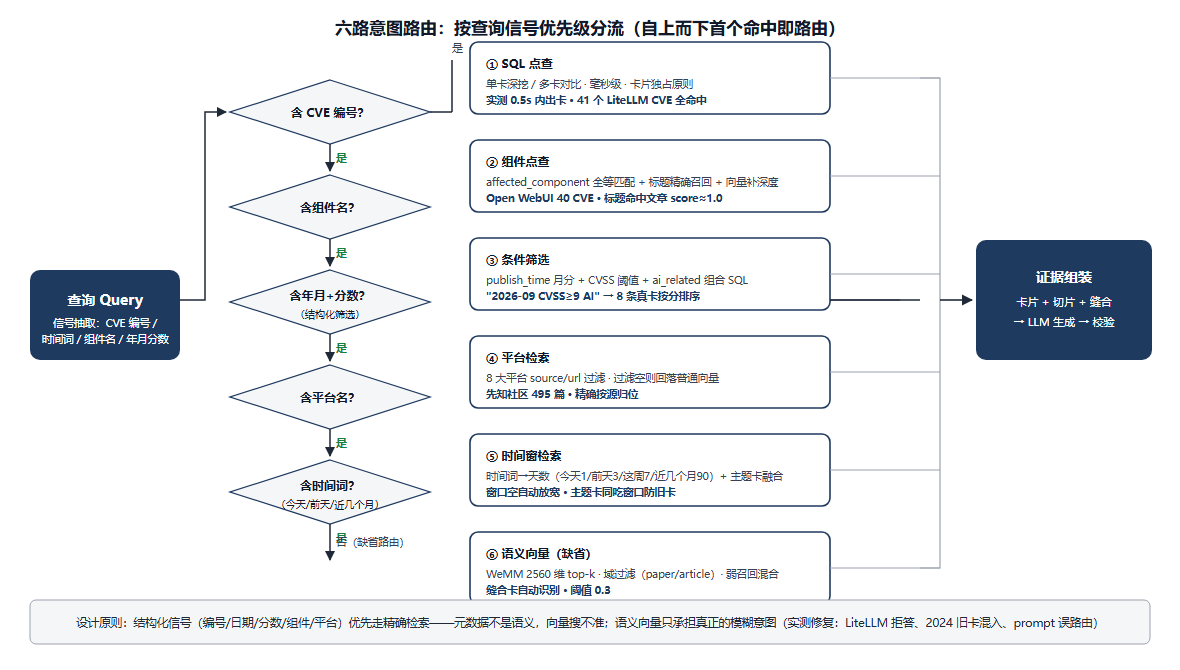 六路意图路由：按查询信号优先级分流（自上而下首个命中即路由）
是
含 CVE 编号?
是
含组件名?
是
含年月+分数?
（结构化筛选）
是
含平台名?
是
含时间词?
（今天/前天/近几个月）
是
否（缺省路由）
查询 Query
信号抽取：CVE 编号 /
时间词 / 组件名 / 年月分数
① SQL 点查
单卡深挖 / 多卡对比 · 毫秒级 · 卡片独占原则
实测 0.5s 内出卡 • 41 个 LiteLLM CVE 全命中
② 组件点查
affected_component 全等匹配 + 标题精确召回 + 向量补深度
Open WebUI 40 CVE • 标题命中文章 score≈1.0
③ 条件筛选
publish_time 月分 + CVSS 阈值 + ai_related 组合 SQL
"2026-09 CVSS≥9 AI" → 8 条真卡按分排序
④ 平台检索
8 大平台 source/url 过滤 · 过滤空则回落普通向量
先知社区 495 篇 • 精确按源归位
⑤ 时间窗检索
时间词→天数（今天1/前天3/这周7/近几个月90）+ 主题卡融合
窗口空自动放宽 • 主题卡同吃窗口防旧卡
⑥ 语义向量（缺省）
WeMM 2560 维 top-k · 域过滤（paper/article）· 弱召回混合
缝合卡自动识别 • 阈值 0.3
证据组装
卡片 + 切片 + 缝合
→ LLM 生成 → 校验
设计原则：结构化信号（编号/日期/分数/组件/平台）优先走精确检索——元数据不是语义，向量搜不准；语义向量只承担真正的模糊意图（实测修复：LiteLLM 拒答、2024 旧卡混入、prompt 误路由）